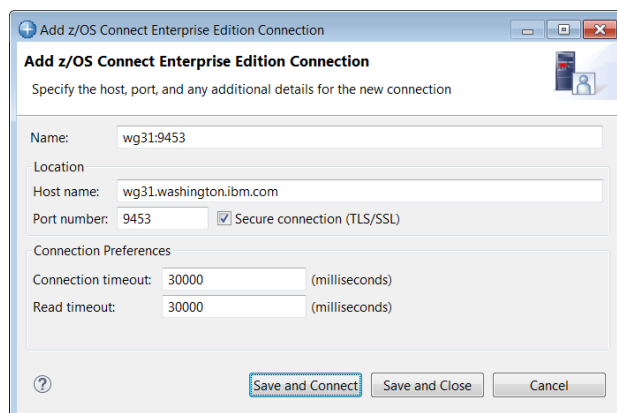 Add z/OS Connect Enterprise Edition Connection
Add z/OS Connect Enterprise Edition Connection
Specify the host, port, and any additional details for the new connection
Name: wg31:9453
Location
Host name: wg31.washington.ibm.com
Port number: 9453 Secure connection (TLS/SSL)
Connection Preferences
Connection timeout: 30000 (milliseconds)
Read timeout: 30000 (milliseconds)
? Save and Connect Save and Close Cancel